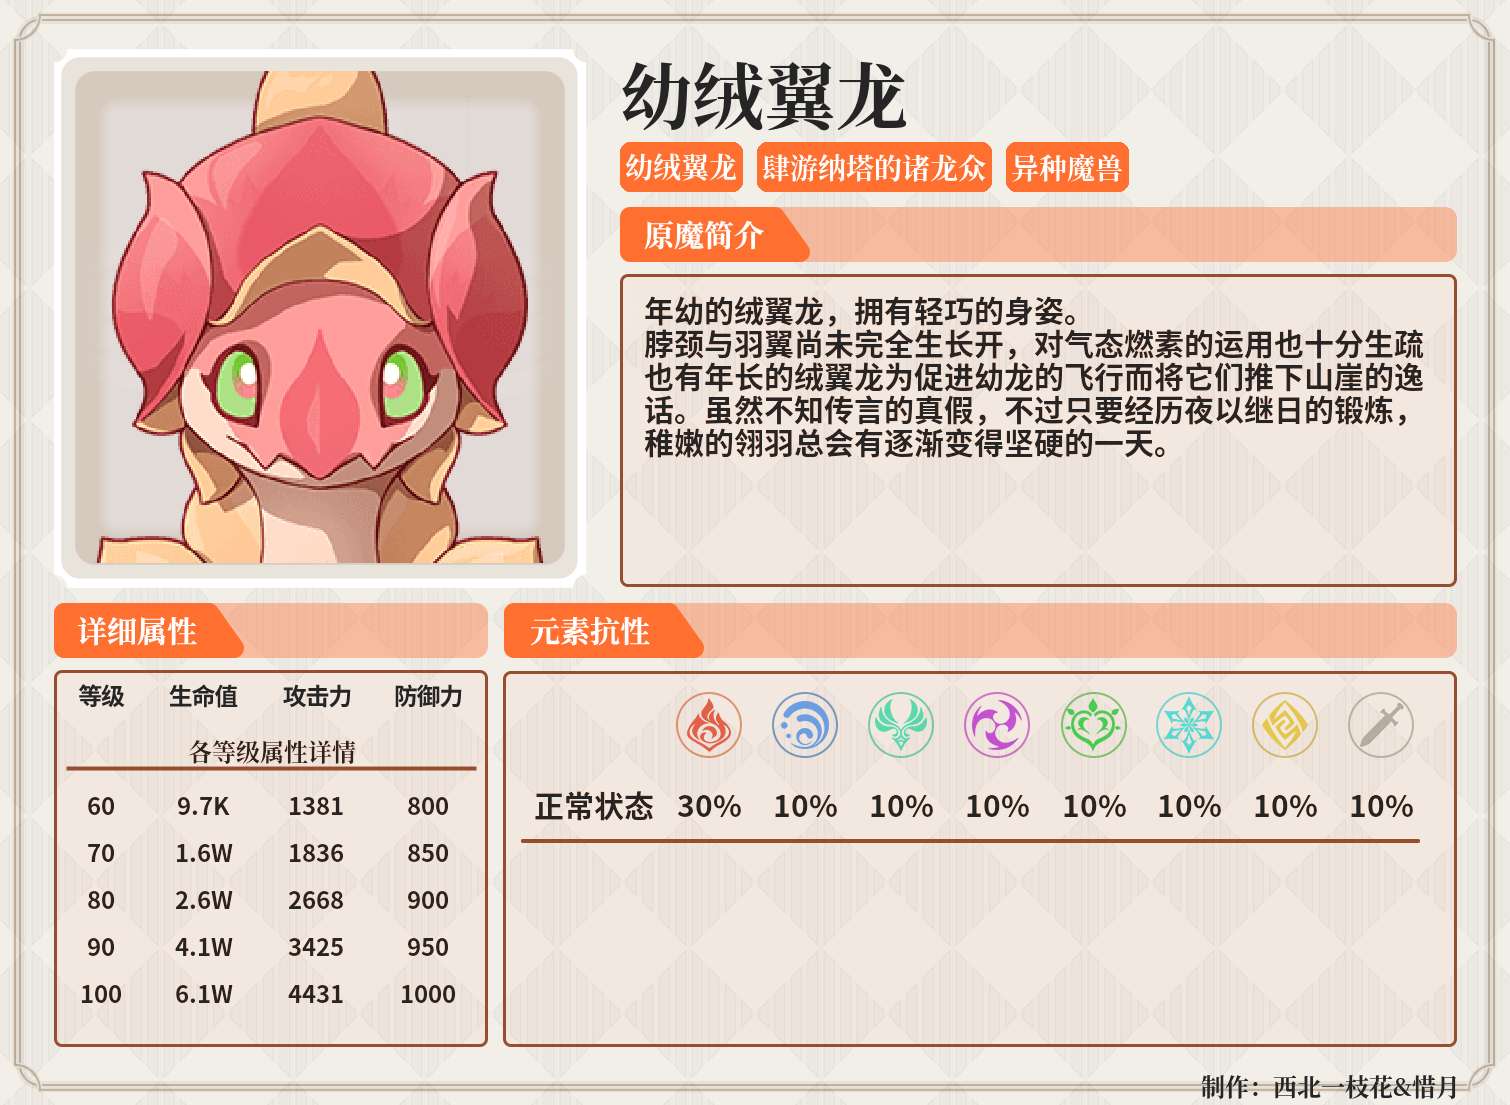 幼绒翼龙
幼绒翼龙 肆游纳塔的诸龙众 异种魔兽
原魔简介
年幼的绒翼龙，拥有轻巧的身姿。
脖颈与羽翼尚未完全生长开，对气态燃素的运用也十分生疏
也有年长的绒翼龙为促进幼龙的飞行而将它们推下山崖的逸
话。虽然不知传言的真假，不过只要经历夜以继日的锻炼，
稚嫩的翎羽总会有逐渐变得坚硬的一天。
详细属性
等级 生命值 攻击力 防御力
各等级属性详情
60 9.7K 1381 800
70 1.6W 1836 850
80 2.6W 2668 900
90 4.1W 3425 950
100 6.1W 4431 1000
元素抗性
正常状态 30% 10% 10% 10% 10% 10% 10% 10%
制作：西北一枝花&惜月